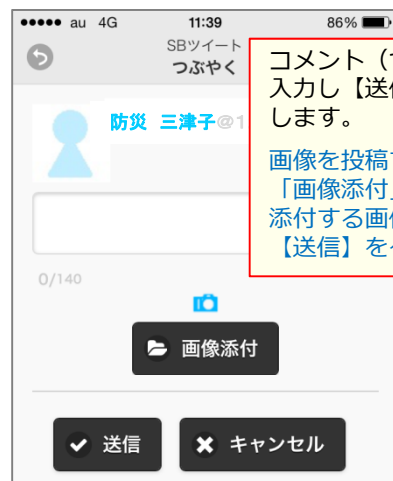 au 4G 11:39 86%
SBツイート
つぶやく
防災 三津子@1
コメント（
入力し【送
します。
画像を投稿
「画像添付
添付する画
【送信】を
0/140
画像添付
送信 キャンセル